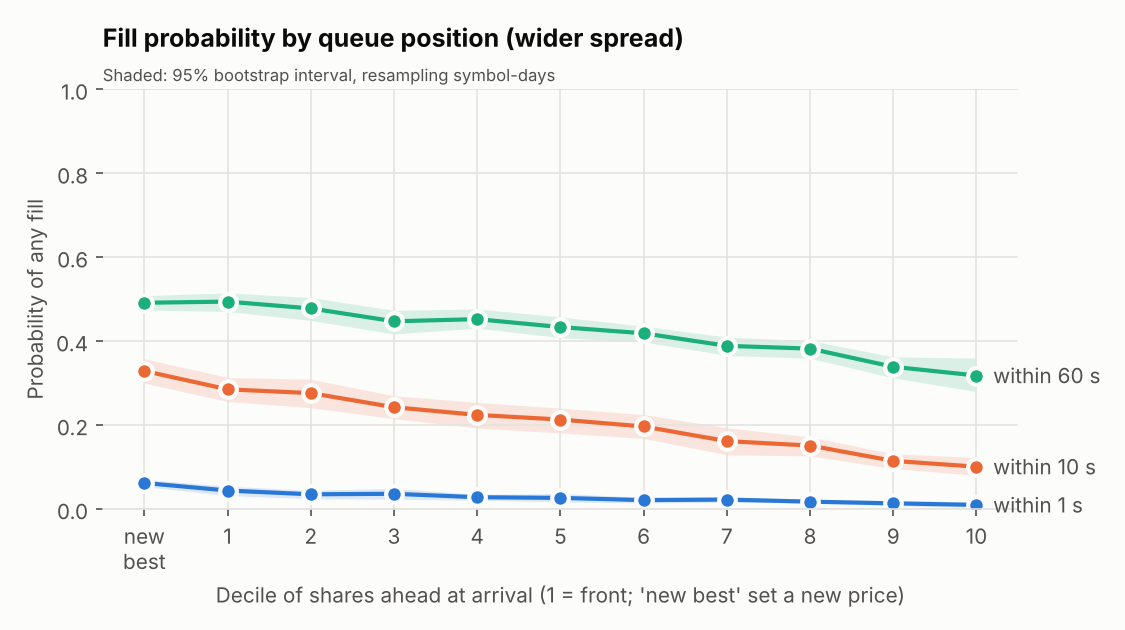 Fill probability by queue position (wider spread)
Shaded: 95% bootstrap interval, resampling symbol-days
Probability of any fill
1.0
0.8
0.6
0.4
0.2
0.0
within 60 s
within 10 s
within 1 s
new best 1 2 3 4 5 6 7 8 9 10
Decile of shares ahead at arrival (1 = front; 'new best' set a new price)